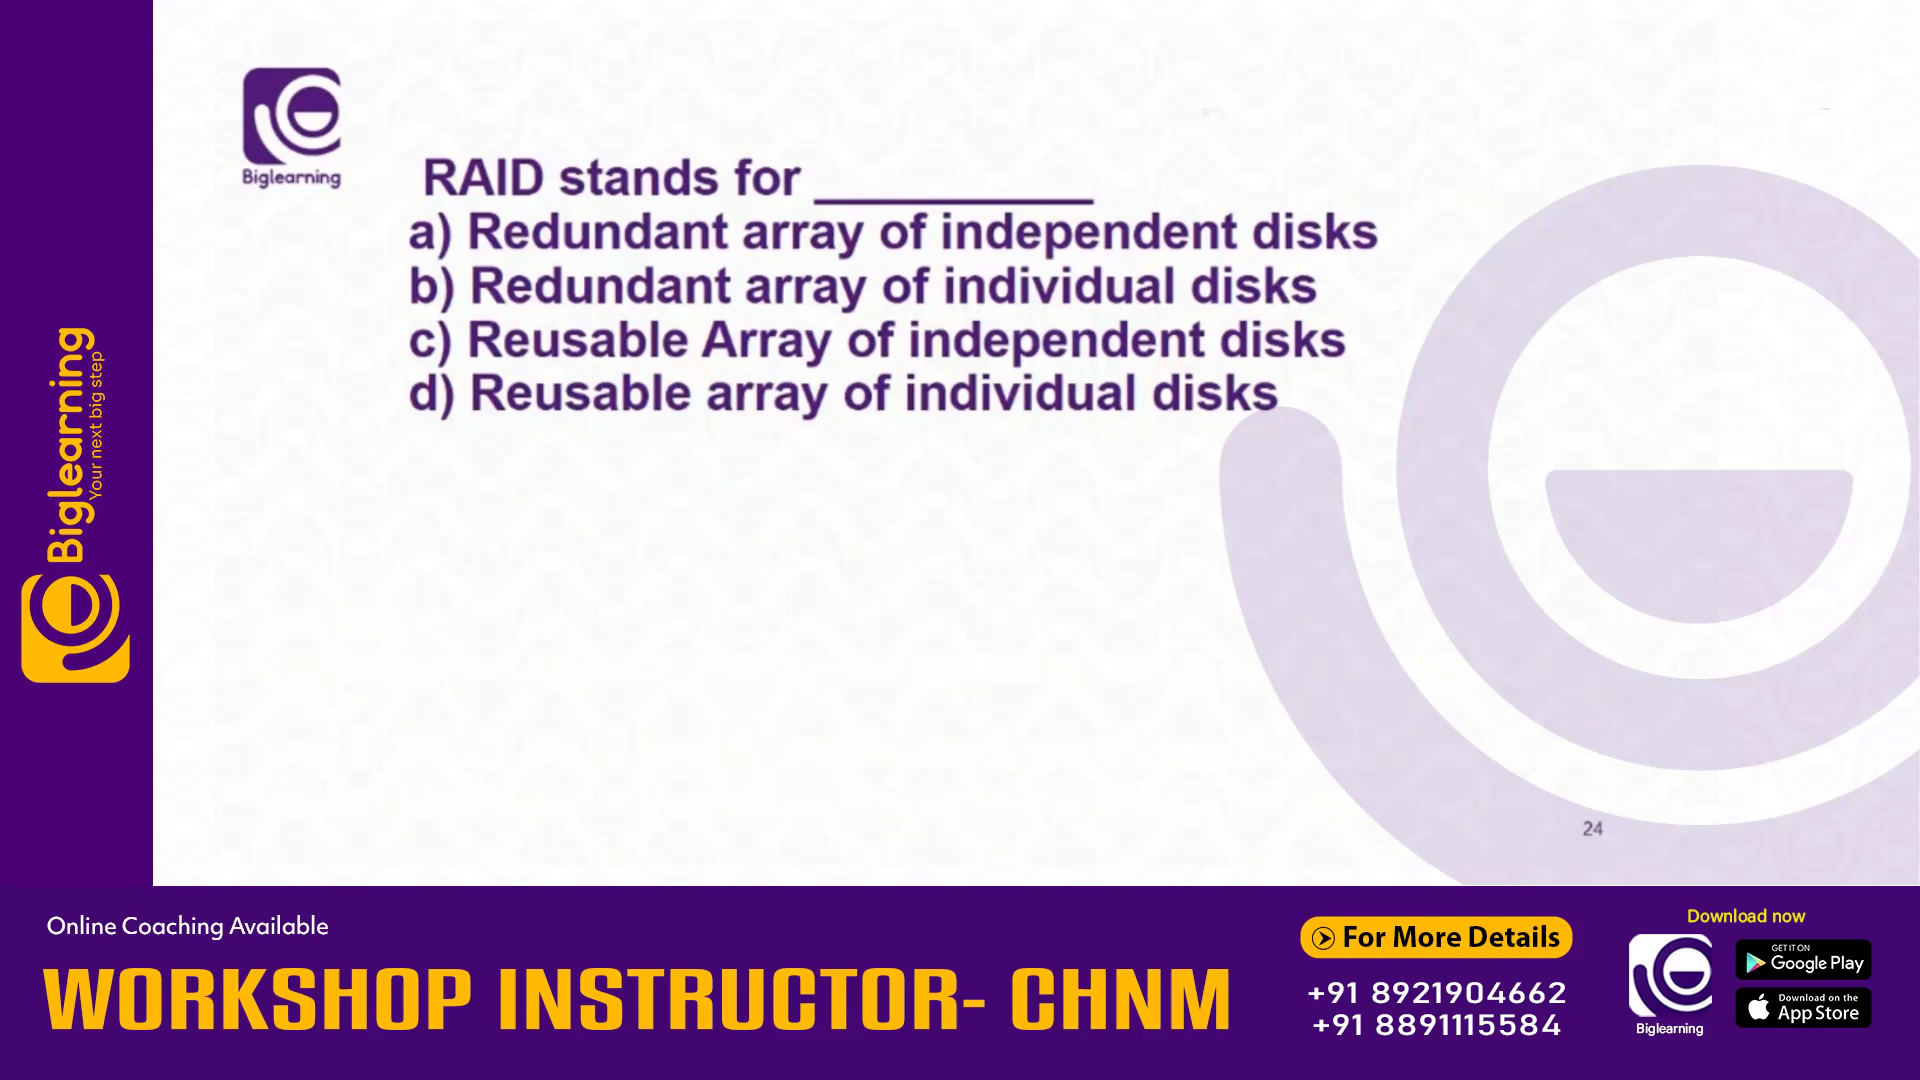 Biglearning
RAID stands for __________
a) Redundant array of independent disks
b) Redundant array of individual disks
c) Reusable Array of independent disks
d) Reusable array of individual disks
Biglearning
Your next big step
24
Online Coaching Available
WORKSHOP INSTRUCTOR- CHNM
For More Details
+91 8921904662
+91 8891115584
Download now
Biglearning
GET IT ON
Google Play
Download on the
App Store